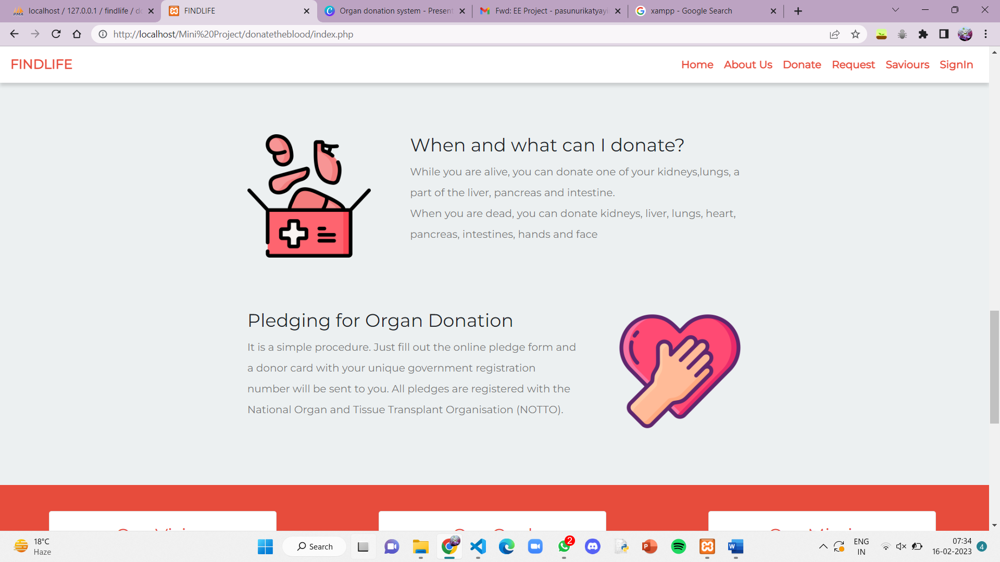 localhost / 127.0.0.1 / findlife / do
FINDLIFE
Organ donation system - Present
Fwd: EE Project - pasunurikatyayi
xampp - Google Search
http://localhost/Mini%20Project/donatetheblood/index.php
FINDLIFE
Home About Us Donate Request Saviours SignIn
When and what can I donate?
While you are alive, you can donate one of your kidneys,lungs, a
part of the liver, pancreas and intestine.
When you are dead, you can donate kidneys, liver, lungs, heart,
pancreas, intestines, hands and face
Pledging for Organ Donation
It is a simple procedure. Just fill out the online pledge form and
a donor card with your unique government registration
number will be sent to you. All pledges are registered with the
National Organ and Tissue Transplant Organisation (NOTTO).
18°C
Haze
Search
2
ENG
IN
07:34
16-02-2023
4